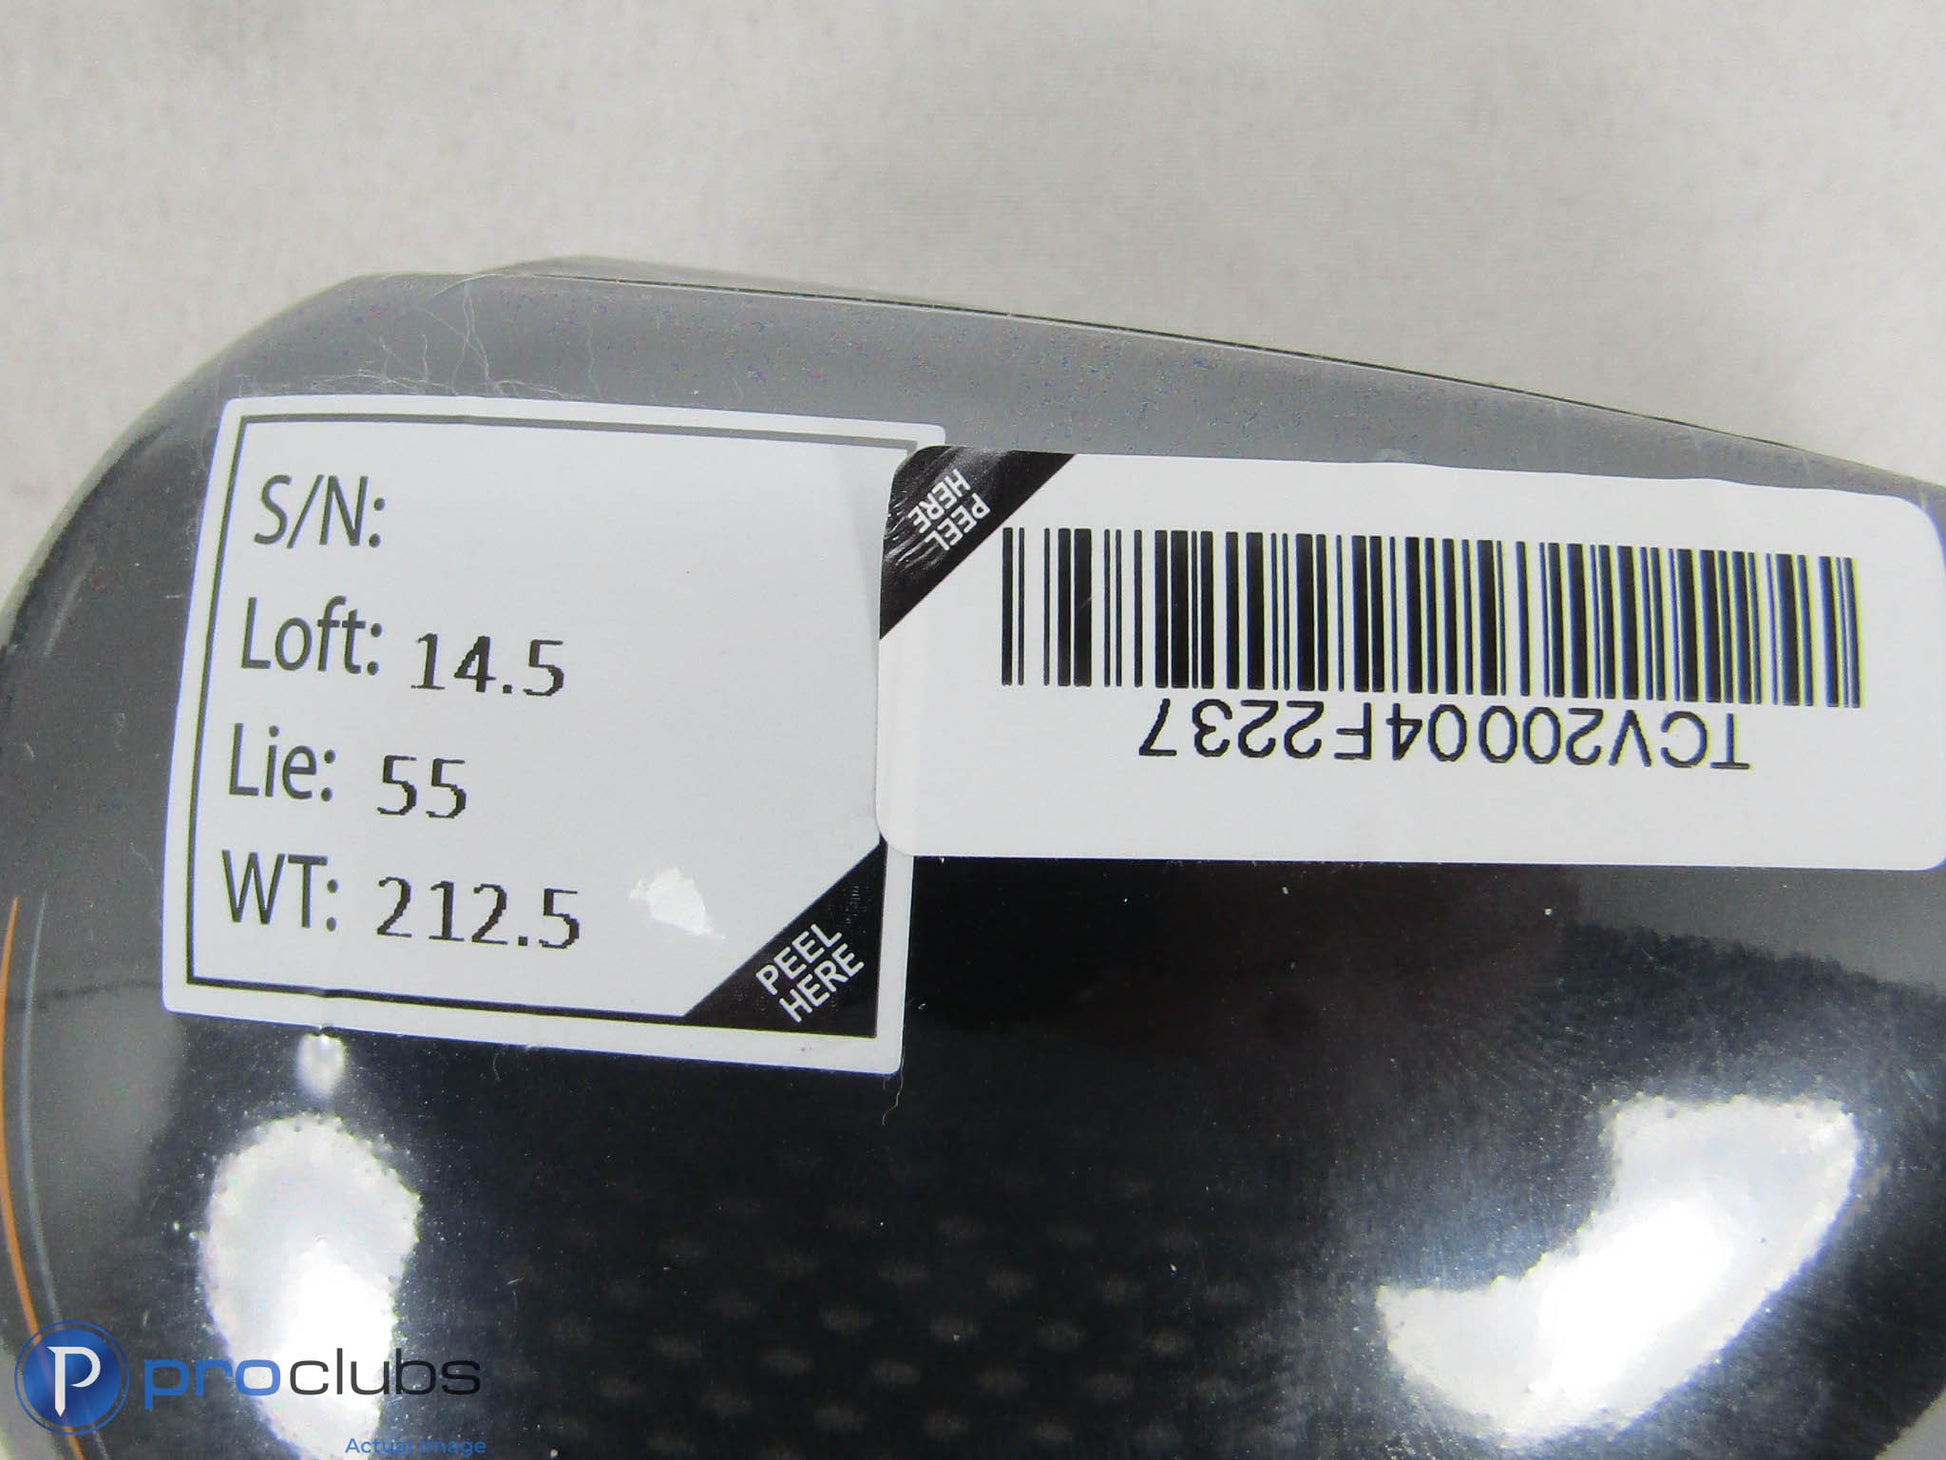 S/N:
Loft: 14.5
Lie: 55
WT: 212.5
PEEL
HERE
PEEL
HERE
TCV20004F2237
P proclubs
Actual Image